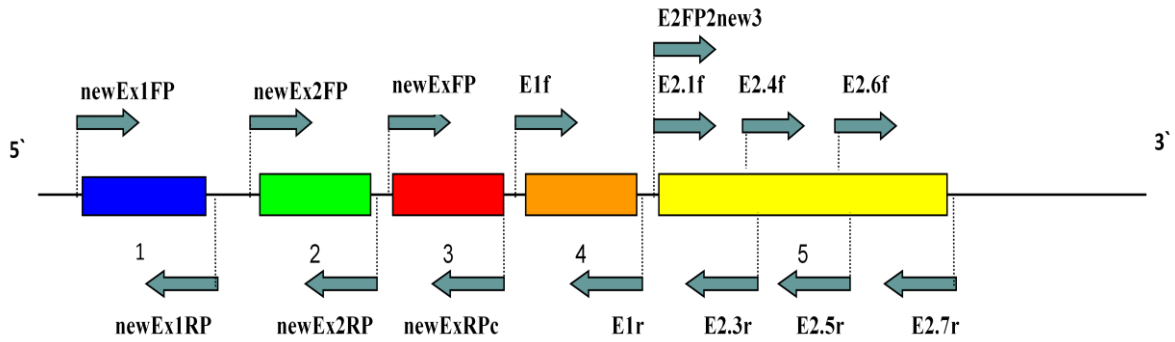 E2FP2new3
newEx1FP newEx2FP newExFP E1f E2.1f E2.4f E2.6f
5` 3`
1 2 3 4 5
newEx1RP newEx2RP newExRPc E1r E2.3r E2.5r E2.7r